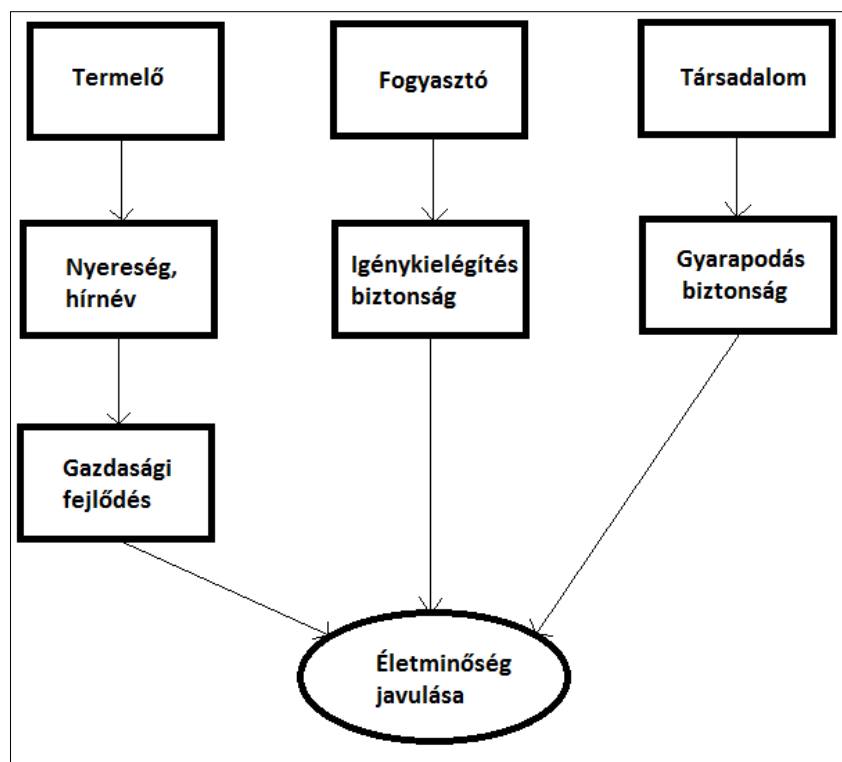 Termelő
Fogyasztó
Társadalom
Nyereség,
hírnév
Igénykielégítés
biztonság
Gyarapodás
biztonság
Gazdasági
fejlődés
Életminőség
javulása